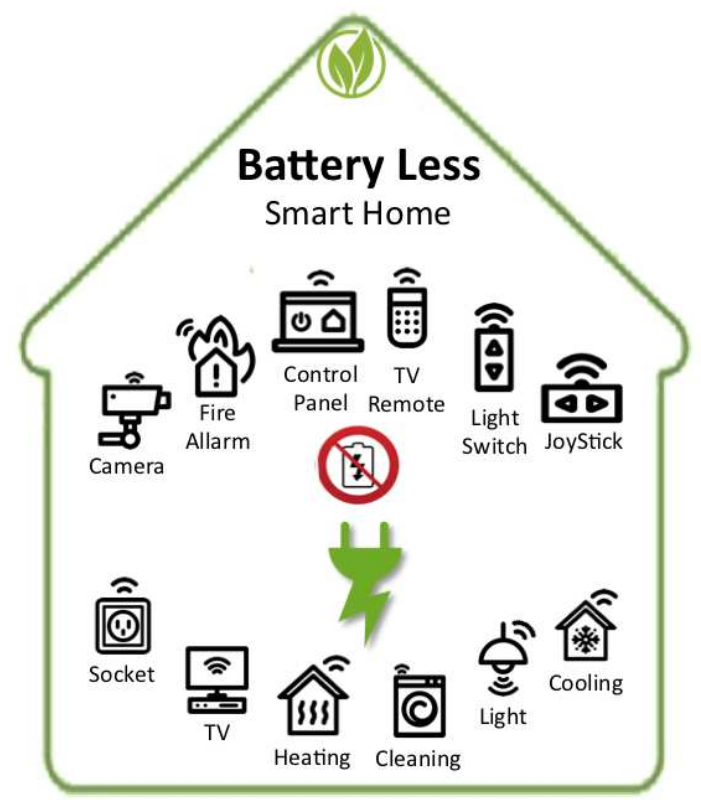 Battery Less
Smart Home
Control
Panel
TV
Remote
Fire
Allarm
Light
Switch
JoyStick
Camera
Socket
TV
Heating
Cleaning
Light
Cooling